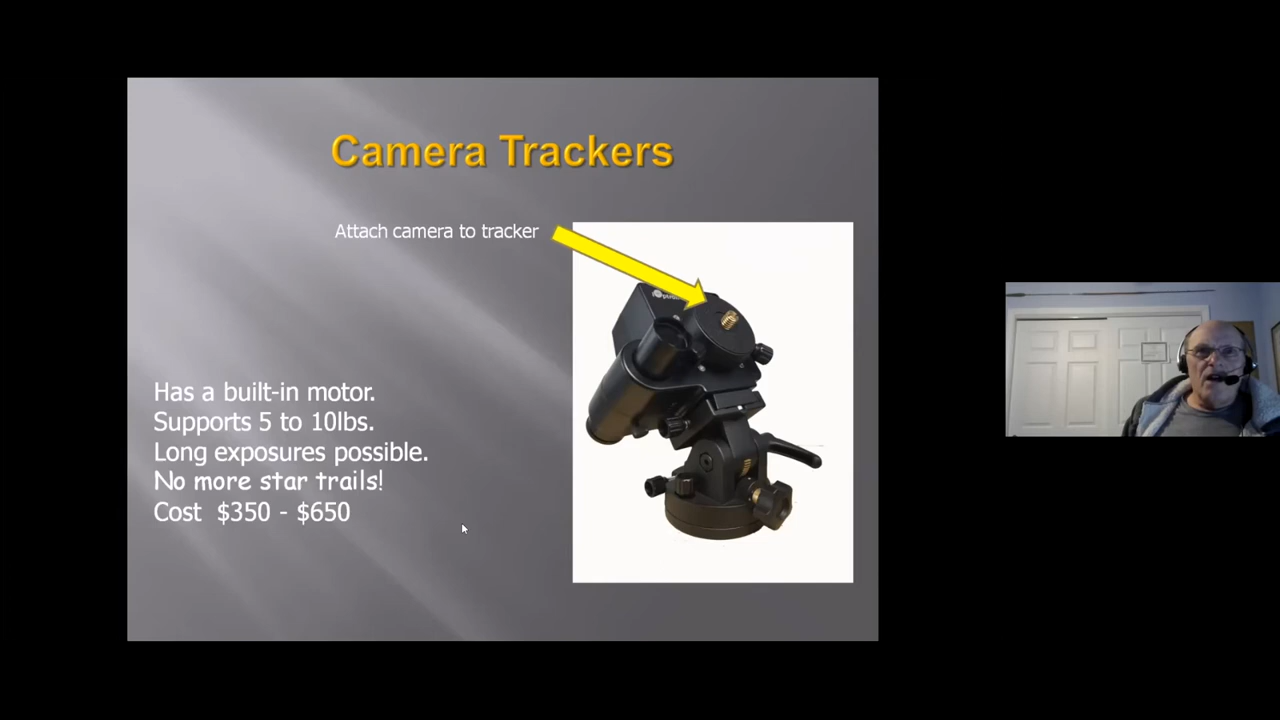 Camera Trackers
Attach camera to tracker
Has a built-in motor.
Supports 5 to 10lbs.
Long exposures possible.
No more star trails!
Cost $350 - $650